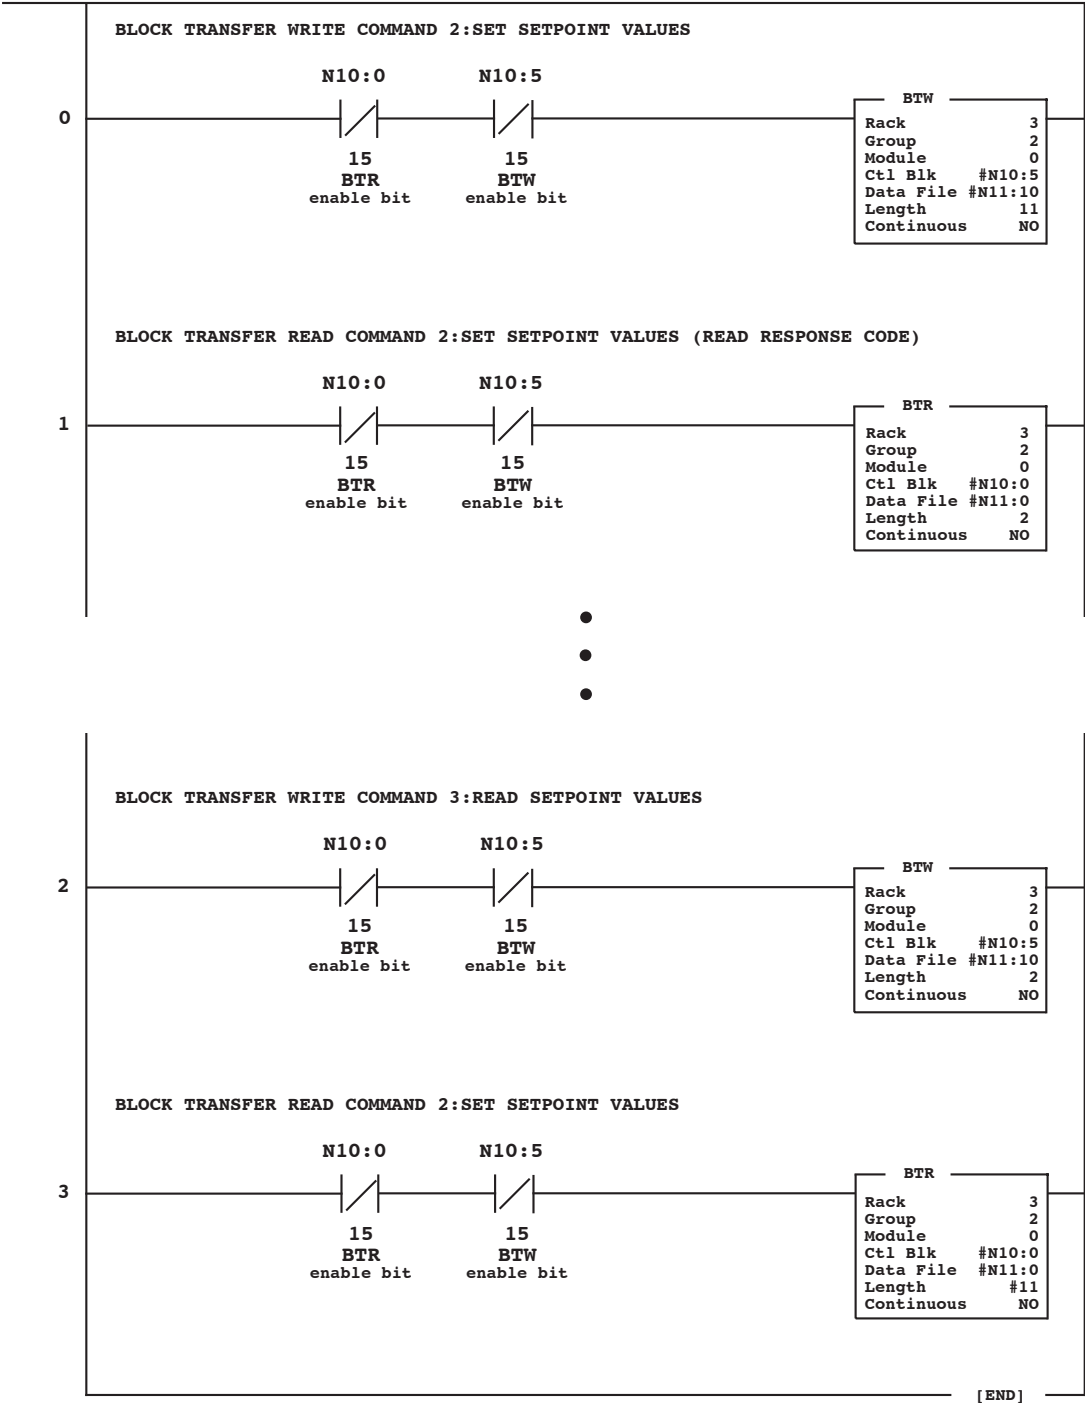 BLOCK TRANSFER WRITE COMMAND 2:SET SETPOINT VALUES
N10:0 N10:5
0
15 15
BTR BTW
enable bit enable bit
BTW
Rack 3
Group 2
Module 0
Ctl Blk #N10:5
Data File #N11:10
Length 11
Continuous NO
BLOCK TRANSFER READ COMMAND 2:SET SETPOINT VALUES (READ RESPONSE CODE)
N10:0 N10:5
1
15 15
BTR BTW
enable bit enable bit
BTR
Rack 3
Group 2
Module 0
Ctl Blk #N10:0
Data File #N11:0
Length 2
Continuous NO
BLOCK TRANSFER WRITE COMMAND 3:READ SETPOINT VALUES
N10:0 N10:5
2
15 15
BTR BTW
enable bit enable bit
BTW
Rack 3
Group 2
Module 0
Ctl Blk #N10:5
Data File #N11:10
Length 2
Continuous NO
BLOCK TRANSFER READ COMMAND 2:SET SETPOINT VALUES
N10:0 N10:5
3
15 15
BTR BTW
enable bit enable bit
BTR
Rack 3
Group 2
Module 0
Ctl Blk #N10:0
Data File #N11:0
Length #11
Continuous NO
[END]